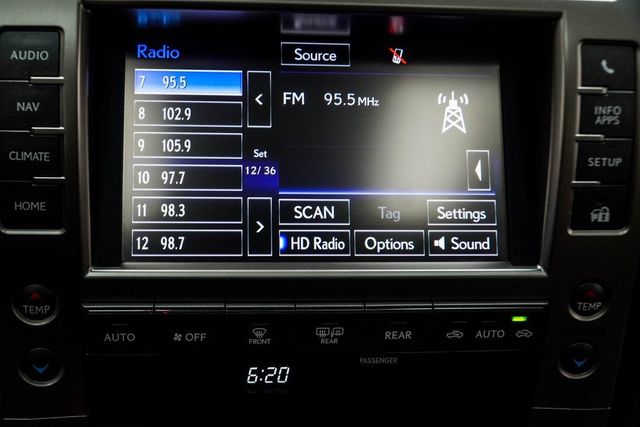 AUDIO
NAV
CLIMATE
HOME
Radio
Source
7 95.5
8 102.9
9 105.9
10 97.7
11 98.3
12 98.7
Set
12/36
FM 95.5 MHz
SCAN
Tag
Settings
HD Radio
Options
Sound
INFO
APPS
SETUP
TEMP
TEMP
AUTO
OFF
FRONT
REAR
REAR
AUTO
PASSENGER
6:20